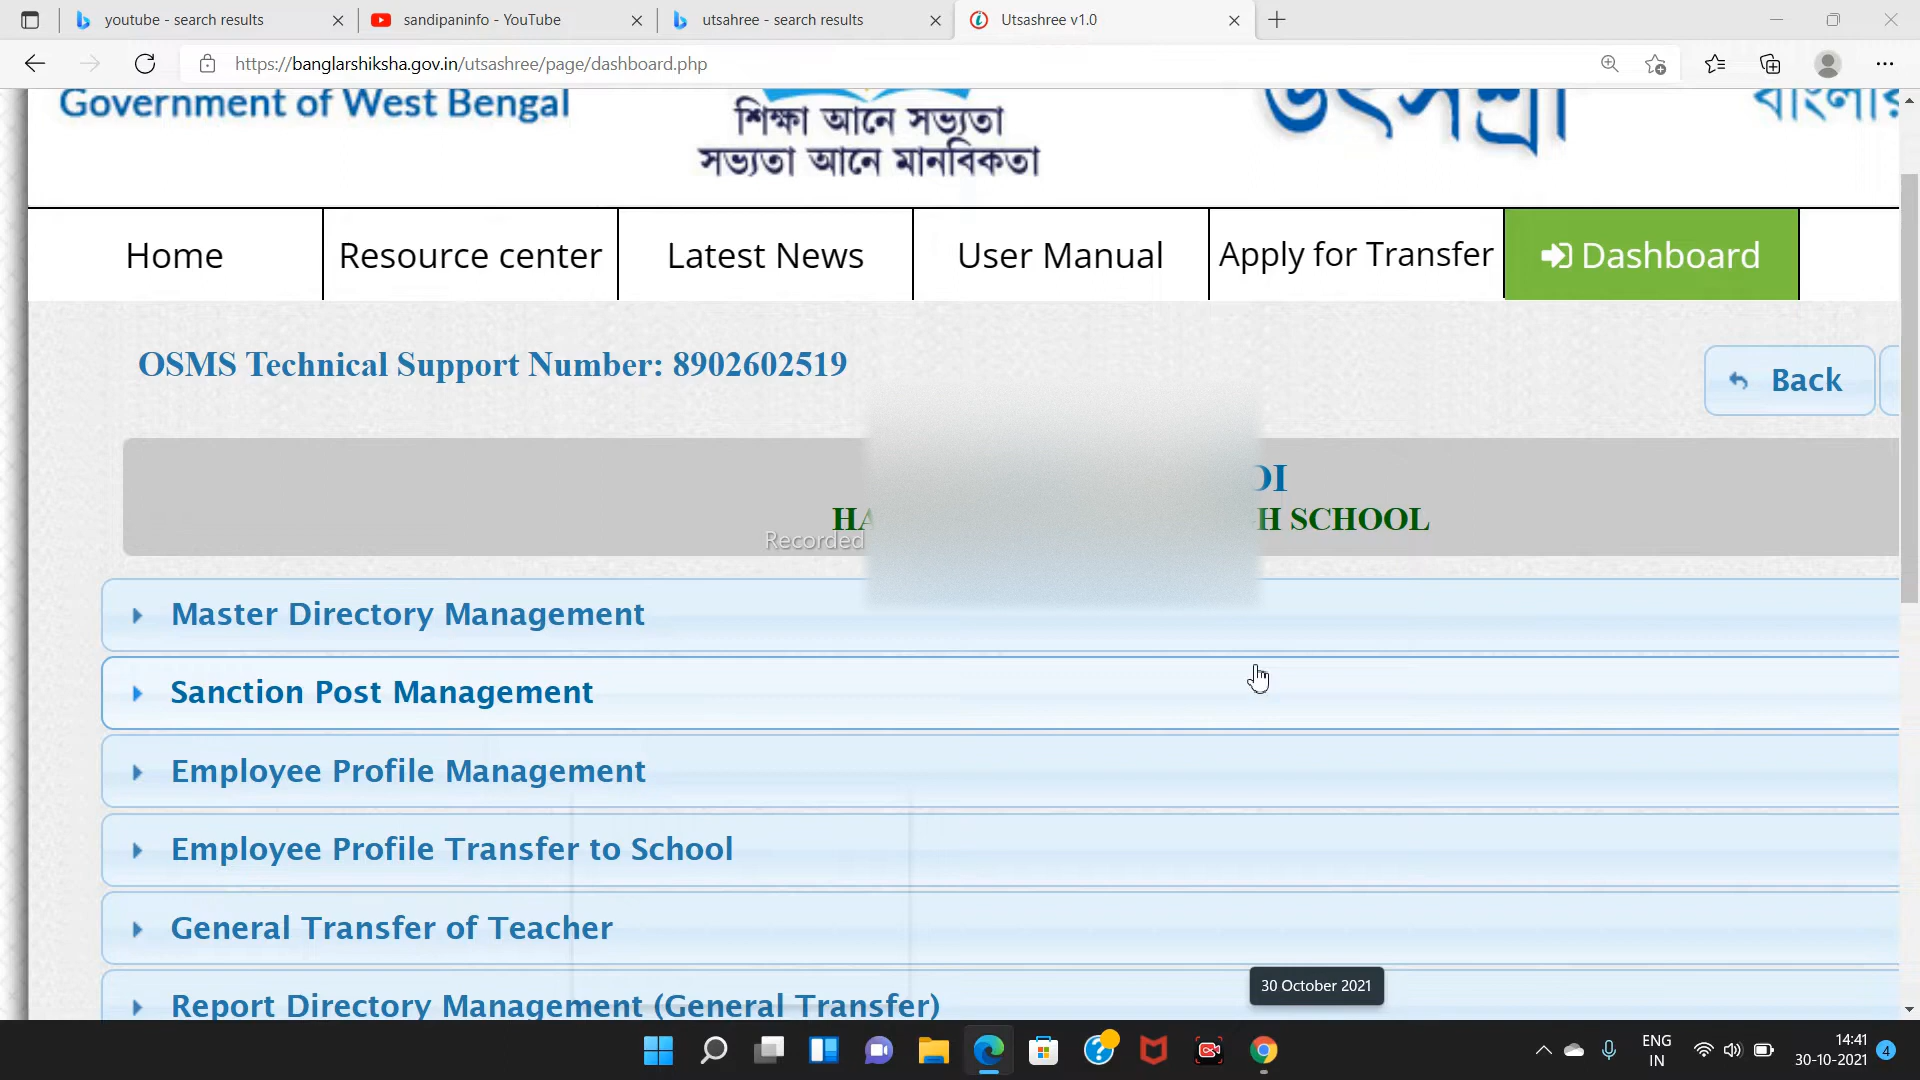 youtube - search results
sandipaninfo - YouTube
utsahree - search results
Utsashree v1.0
https://banglarshiksha.gov.in/utsashree/page/dashboard.php
Government of West Bengal
শিক্ষা আনে সভ্যতা
সভ্যতা আনে মানবিকতা
উৎসশ্রী
Home
Resource center
Latest News
User Manual
Apply for Transfer
Dashboard
OSMS Technical Support Number: 8902602519
Back
H SCHOOL
Recorded
Master Directory Management
Sanction Post Management
Employee Profile Management
Employee Profile Transfer to School
General Transfer of Teacher
Report Directory Management (General Transfer)
30 October 2021
ENG
IN
14:41
30-10-2021
4